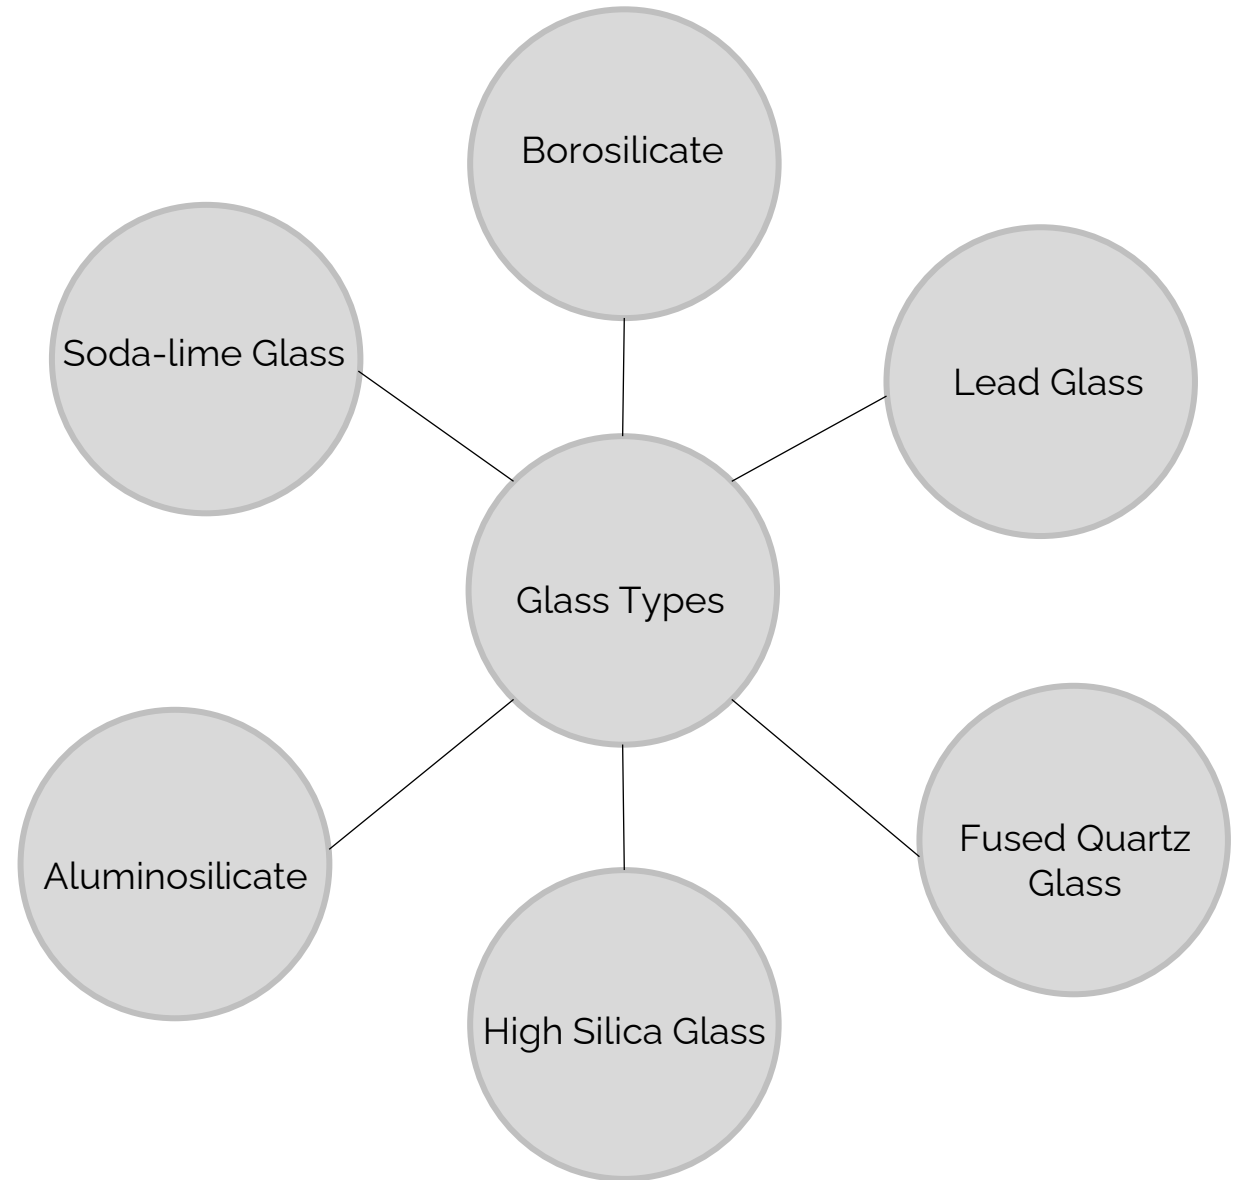 Borosilicate
Soda-lime Glass
Lead Glass
Glass Types
Fused Quartz
Glass
Aluminosilicate
High Silica Glass